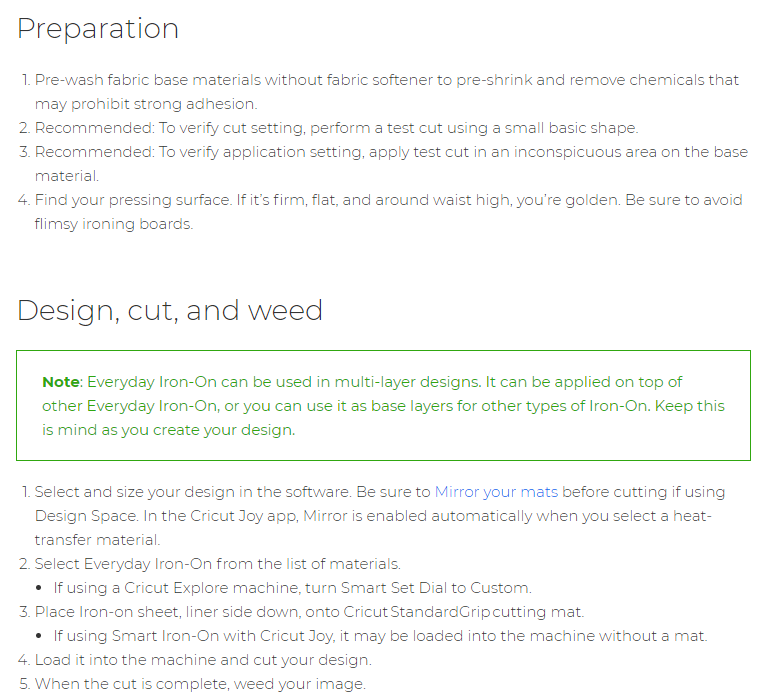 Preparation
1. Pre-wash fabric base materials without fabric softener to pre-shrink and remove chemicals that
may prohibit strong adhesion.
2. Recommended: To verify cut setting, perform a test cut using a small basic shape.
3. Recommended: To verify application setting, apply test cut in an inconspicuous area on the base
material.
4. Find your pressing surface. If it’s firm, flat, and around waist high, you’re golden. Be sure to avoid
flimsy ironing boards.
Design, cut, and weed
Note: Everyday Iron-On can be used in multi-layer designs. It can be applied on top of
other Everyday Iron-On, or you can use it as base layers for other types of Iron-On. Keep this
is mind as you create your design.
1. Select and size your design in the software. Be sure to Mirror your mats before cutting if using
Design Space. In the Cricut Joy app, Mirror is enabled automatically when you select a heat-
transfer material.
2. Select Everyday Iron-On from the list of materials.
• If using a Cricut Explore machine, turn Smart Set Dial to Custom.
3. Place Iron-on sheet, liner side down, onto Cricut StandardGrip cutting mat.
• If using Smart Iron-On with Cricut Joy, it may be loaded into the machine without a mat.
4. Load it into the machine and cut your design.
5. When the cut is complete, weed your image.